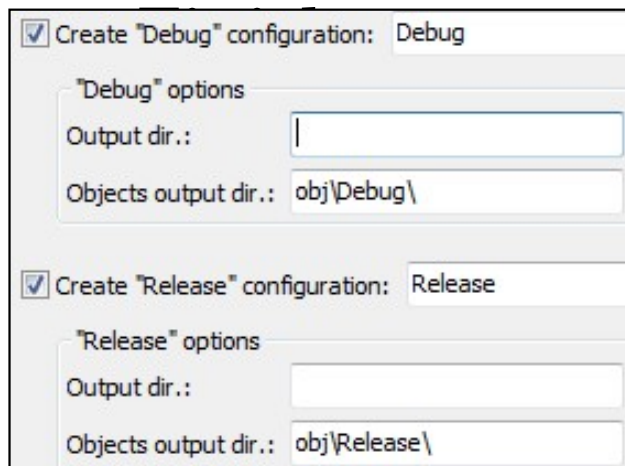 Create "Debug" configuration: Debug
"Debug" options
Output dir.:
Objects output dir.: obj\Debug\
Create "Release" configuration: Release
"Release" options
Output dir.:
Objects output dir.: obj\Release\